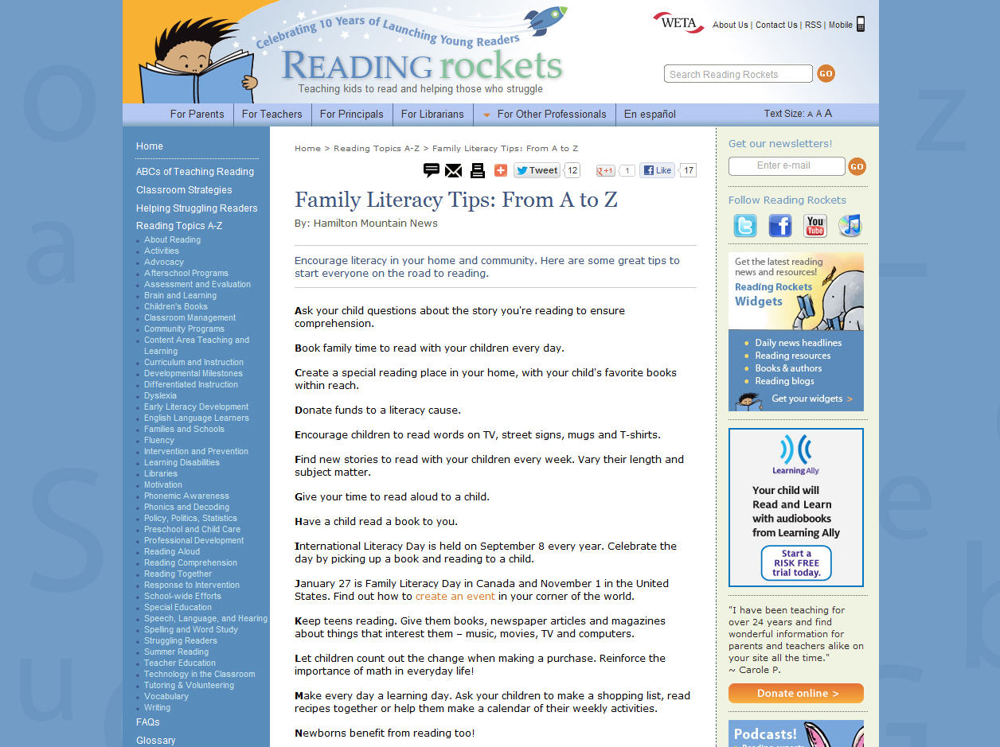 Celebrating 10 Years of Launching Young Readers
READING rockets
Teaching kids to read and helping those who struggle
WETA
About Us | Contact Us | RSS | Mobile
Search Reading Rockets
GO
For Parents
For Teachers
For Principals
For Librarians
For Other Professionals
En español
Text Size: A A A
Home
ABCs of Teaching Reading
Classroom Strategies
Helping Struggling Readers
Reading Topics A-Z
About Reading
Activities
Advocacy
Afterschool Programs
Assessment and Evaluation
Brain and Learning
Children's Books
Classroom Management
Community Programs
Content Area Teaching and
Learning
Curriculum and Instruction
Developmental Milestones
Differentiated Instruction
Dyslexia
Early Literacy Development
English Language Learners
Families and Schools
Fluency
Intervention and Prevention
Learning Disabilities
Libraries
Motivation
Phonemic Awareness
Phonics and Decoding
Policy, Politics, Statistics
Preschool and Child Care
Professional Development
Reading Aloud
Reading Comprehension
Reading Together
Response to Intervention
School-wide Efforts
Special Education
Speech, Language, and Hearing
Spelling and Word Study
Struggling Readers
Summer Reading
Teacher Education
Technology in the Classroom
Tutoring & Volunteering
Vocabulary
Writing
FAQs
Glossary
Home > Reading Topics A-Z > Family Literacy Tips: From A to Z
Tweet 12
g +1 1
Like 17
Family Literacy Tips: From A to Z
By: Hamilton Mountain News
Encourage literacy in your home and community. Here are some great tips to
start everyone on the road to reading.
Ask your child questions about the story you're reading to ensure
comprehension.
Book family time to read with your children every day.
Create a special reading place in your home, with your child's favorite books
within reach.
Donate funds to a literacy cause.
Encourage children to read words on TV, street signs, mugs and T-shirts.
Find new stories to read with your children every week. Vary their length and
subject matter.
Give your time to read aloud to a child.
Have a child read a book to you.
International Literacy Day is held on September 8 every year. Celebrate the
day by picking up a book and reading to a child.
January 27 is Family Literacy Day in Canada and November 1 in the United
States. Find out how to create an event in your corner of the world.
Keep teens reading. Give them books, newspaper articles and magazines
about things that interest them – music, movies, TV and computers.
Let children count out the change when making a purchase. Reinforce the
importance of math in everyday life!
Make every day a learning day. Ask your children to make a shopping list, read
recipes together or help them make a calendar of their weekly activities.
Newborns benefit from reading too!
Get our newsletters!
Enter e-mail
GO
Follow Reading Rockets
You
Tube
Get the latest reading
news and resources!
Reading Rockets
Widgets
Daily news headlines
Reading resources
Books & authors
Reading blogs
Get your widgets >
Learning Ally
Your child will
Read and Learn
with audiobooks
from Learning Ally
Start a
RISK FREE
trial today.
"I have been teaching for
over 24 years and find
wonderful information for
parents and teachers alike on
your site all the time."
~ Carole P.
Donate online >
Podcasts!